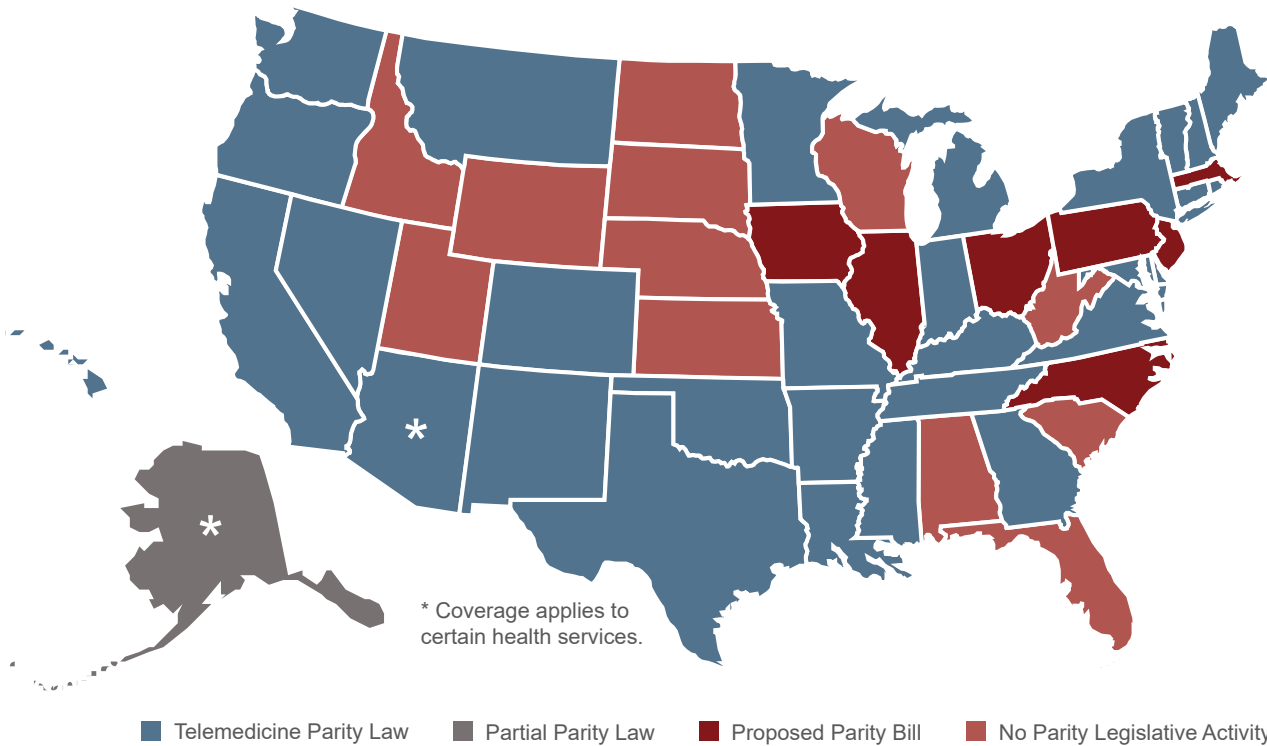 *
*
* Coverage applies to
certain health services.
Telemedicine Parity Law
Partial Parity Law
Proposed Parity Bill
No Parity Legislative Activity